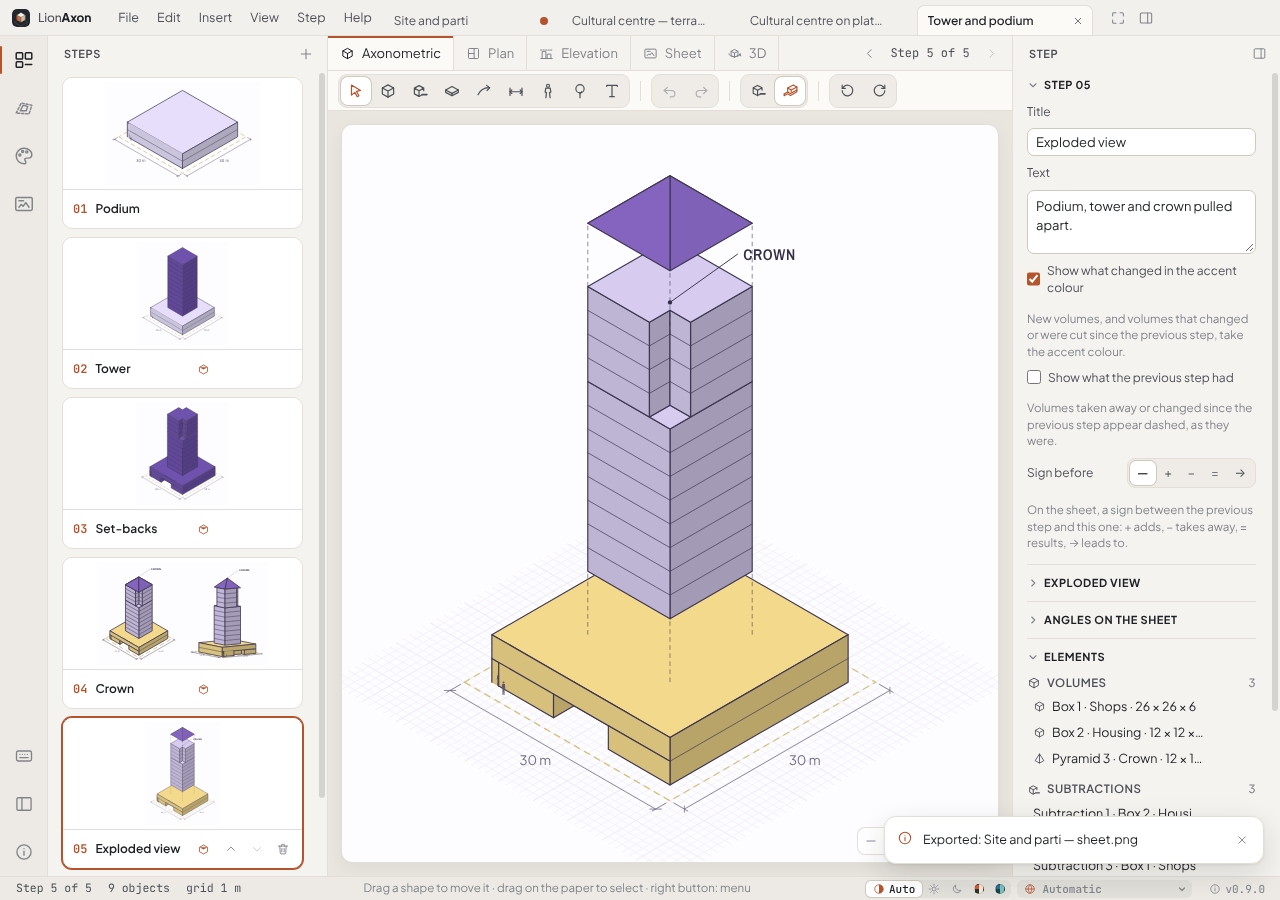 LionAxon
File Edit Insert View Step Help
Site and parti
Cultural centre — terra…
Cultural centre on plat…
Tower and podium
STEPS
01 Podium
02 Tower
03 Set-backs
04 Crown
05 Exploded view
Axonometric
Plan
Elevation
Sheet
3D
Step 5 of 5
CROWN
30 m
30 m
STEP
STEP 05
Title
Exploded view
Text
Podium, tower and crown pulled
apart.
Show what changed in the accent
colour
New volumes, and volumes that changed
or were cut since the previous step, take
the accent colour.
Show what the previous step had
Volumes taken away or changed since the
previous step appear dashed, as they
were.
Sign before — + − = →
On the sheet, a sign between the previous
step and this one: + adds, − takes away, =
results, → leads to.
EXPLODED VIEW
ANGLES ON THE SHEET
ELEMENTS
VOLUMES 3
Box 1 · Shops · 26 × 26 × 6
Box 2 · Housing · 12 × 12 ×…
Pyramid 3 · Crown · 12 × 1…
SUBTRACTIONS 3
Subtraction 1 · Box 2 · Housi
Exported: Site and parti — sheet.png
Subtraction 3 · Box 1 · Shops
Step 5 of 5 9 objects grid 1 m
Drag a shape to move it · drag on the paper to select · right button: menu
Auto
Automatic
v0.9.0